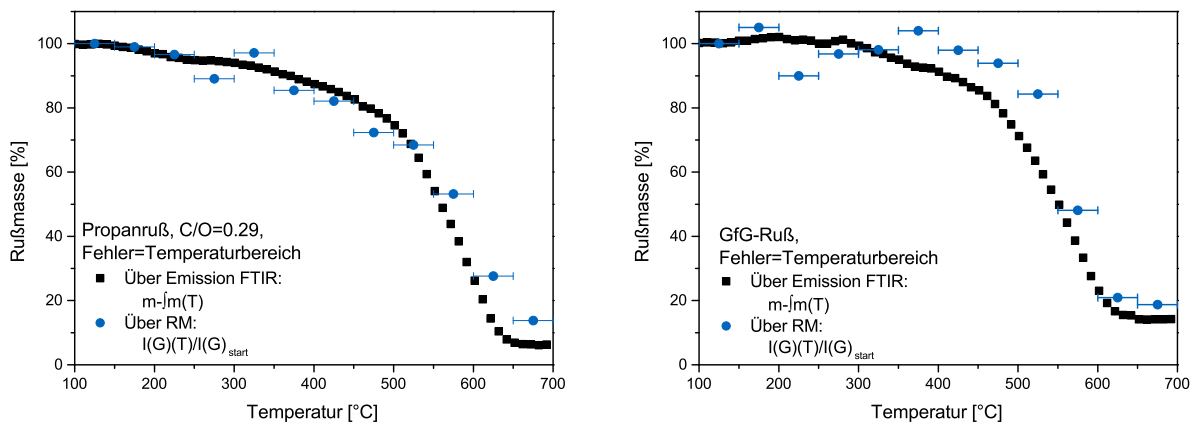 100
80
60
40
20
0
Rußmasse [%]
Propanruß, C/O=0.29,
Fehler=Temperaturbereich
Über Emission FTIR:
m-∫m(T)
Über RM:
I(G)(T)/I(G)start
100 200 300 400 500 600 700
Temperatur [°C]
100
80
60
40
20
0
Rußmasse [%]
GfG-Ruß,
Fehler=Temperaturbereich
Über Emission FTIR:
m-∫m(T)
Über RM:
I(G)(T)/I(G)start
100 200 300 400 500 600 700
Temperatur [°C]